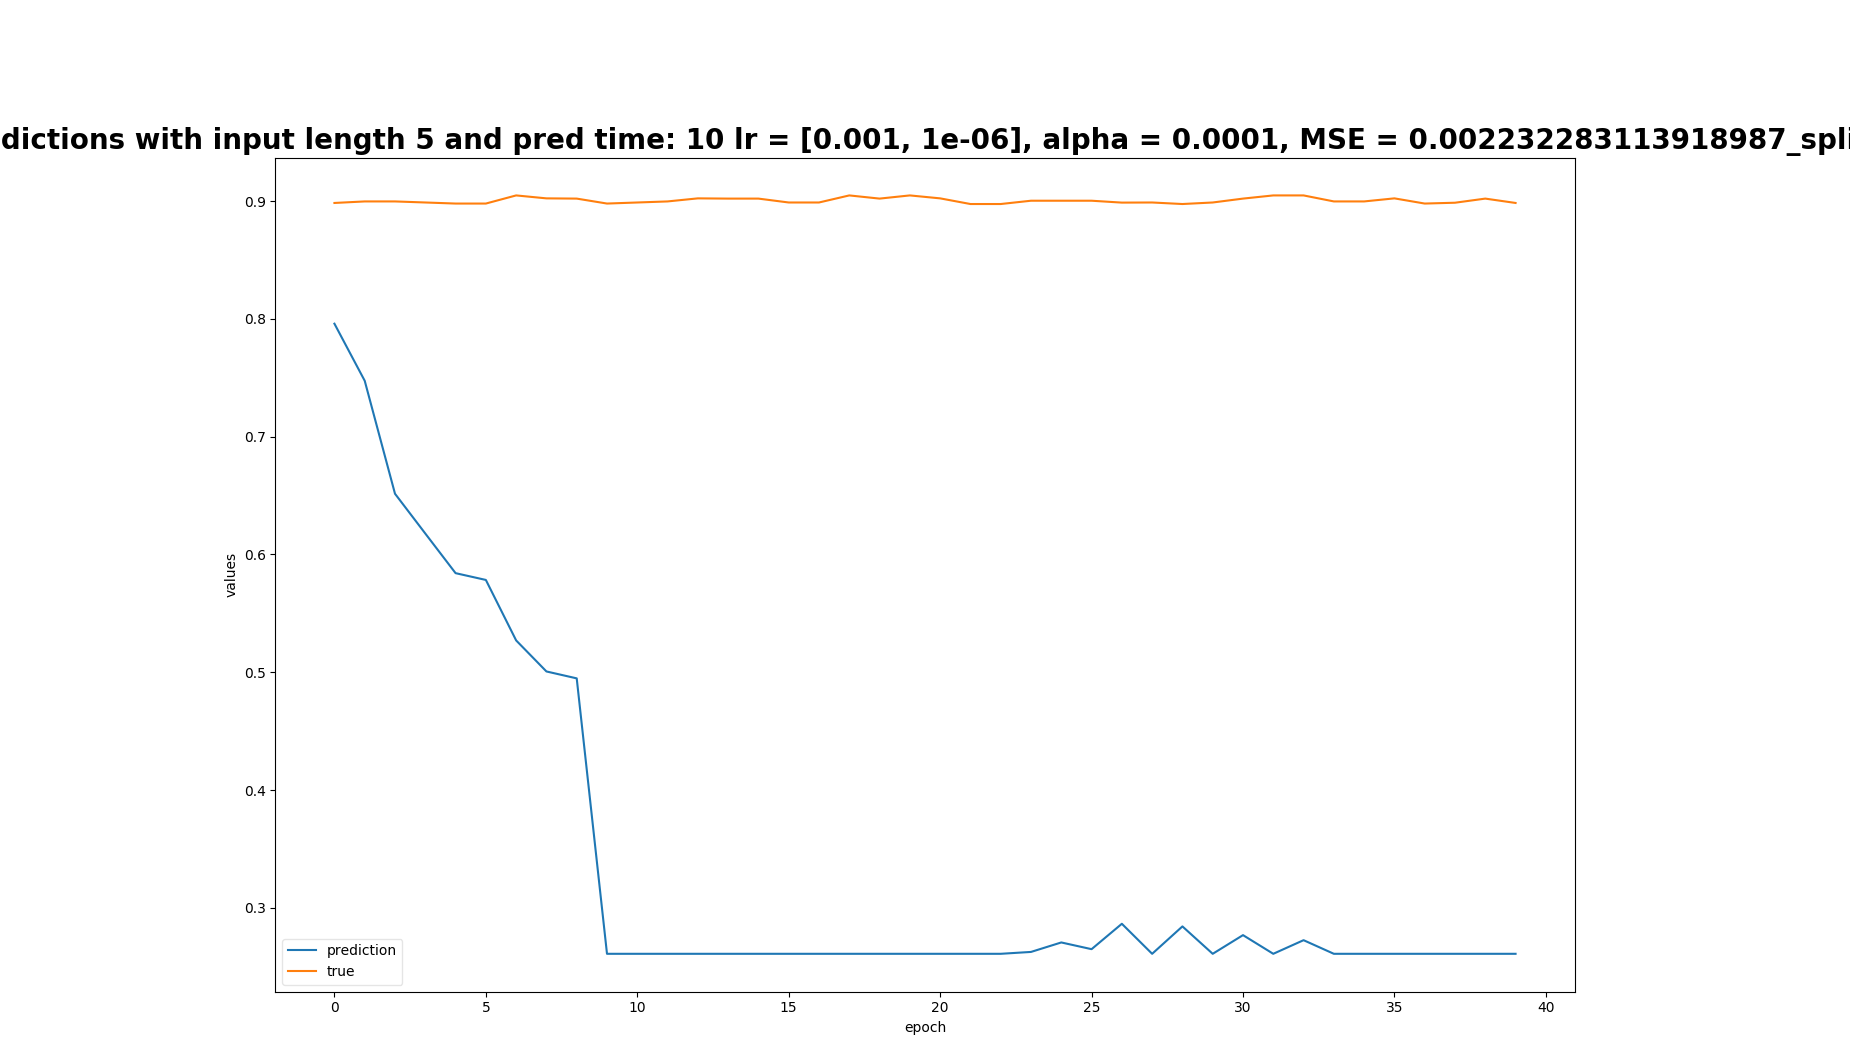 dictions with input length 5 and pred time: 10 lr = [0.001, 1e-06], alpha = 0.0001, MSE = 0.002232283113918987_spli
0.9
0.8
0.7
0.6
0.5
0.4
0.3
values
prediction
true
0 5 10 15 20 25 30 35 40
epoch